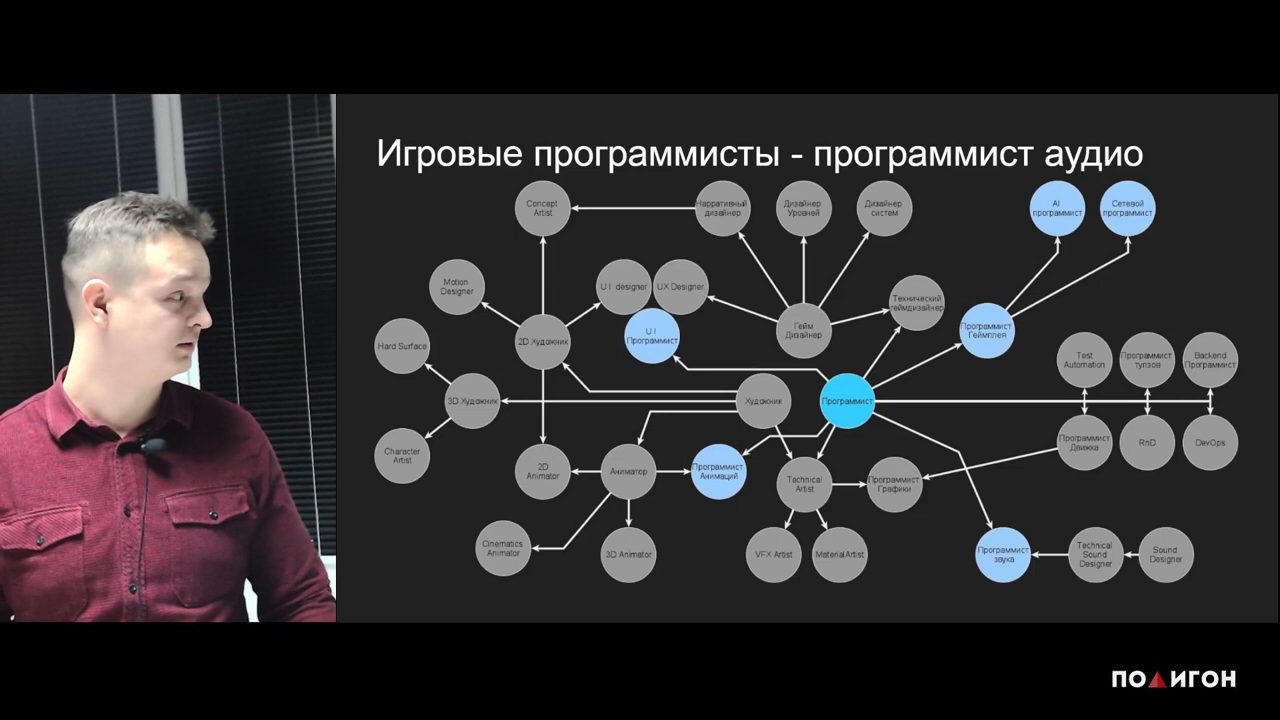 Игровые программисты - программист аудио
Concept
Artist
Нарративный
дизайнер
Дизайнер
Уровней
Дизайнер
систем
AI
программист
Сетевой
программист
Motion
Designer
U I designer
UX Designer
Технический
геймдизайнер
U I
Программист
Гейм
Дизайнер
Программист
Геймплея
Hard Surface
2D Художник
Test
Automation
Программист
тулзов
Backend
Программист
3D Художник
Художник
Программист
Character
Artist
2D
Animator
Аниматор
Программист
Анимаций
Technical
Artist
Программист
Графики
Программист
Движка
RnD
DevOps
Cinematics
Animator
3D Animator
VFX Artist
Material Artist
Программист
звука
Technical
Sound
Designer
Sound
Designer
ПОЛИГОН